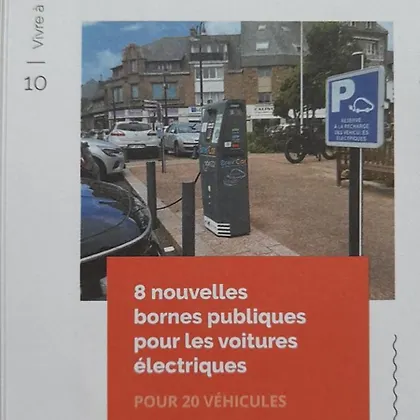 Vivre à
10
P
RÉSERVÉ
À LA RECHARGE
DES VÉHICULES
ÉLECTRIQUES
8 nouvelles
bornes publiques
pour les voitures
électriques
POUR 20 VÉHICULES